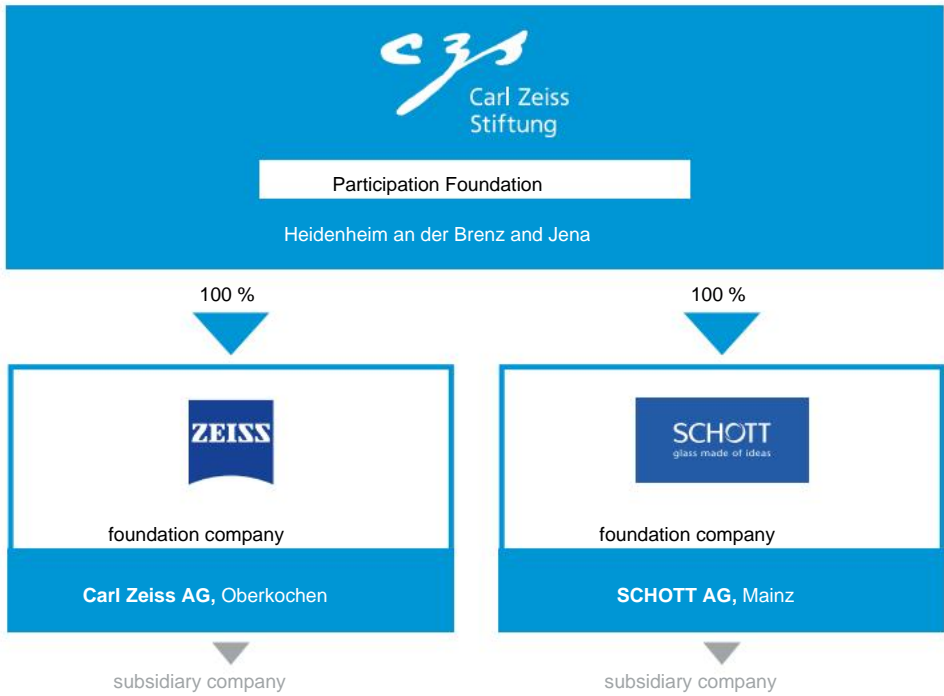 czs
Carl Zeiss
Stiftung
Participation Foundation
Heidenheim an der Brenz and Jena
100 %
100 %
ZEISS
SCHOTT
glass made of ideas
foundation company
foundation company
Carl Zeiss AG, Oberkochen
SCHOTT AG, Mainz
subsidiary company
subsidiary company